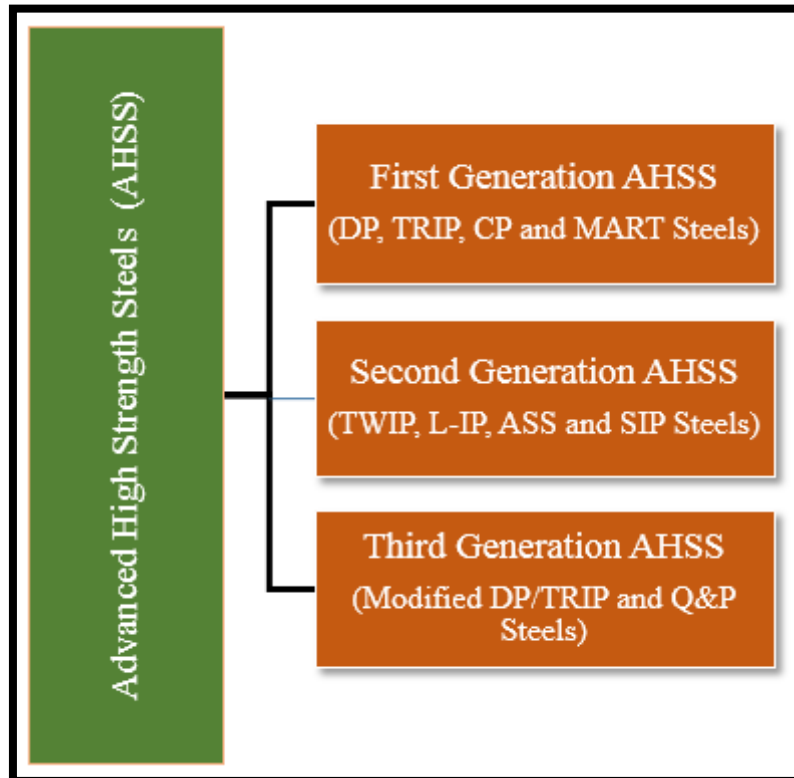 Advanced High Strength Steels (AHSS)
First Generation AHSS
(DP, TRIP, CP and MART Steels)
Second Generation AHSS
(TWIP, L-IP, ASS and SIP Steels)
Third Generation AHSS
(Modified DP/TRIP and Q&P
Steels)